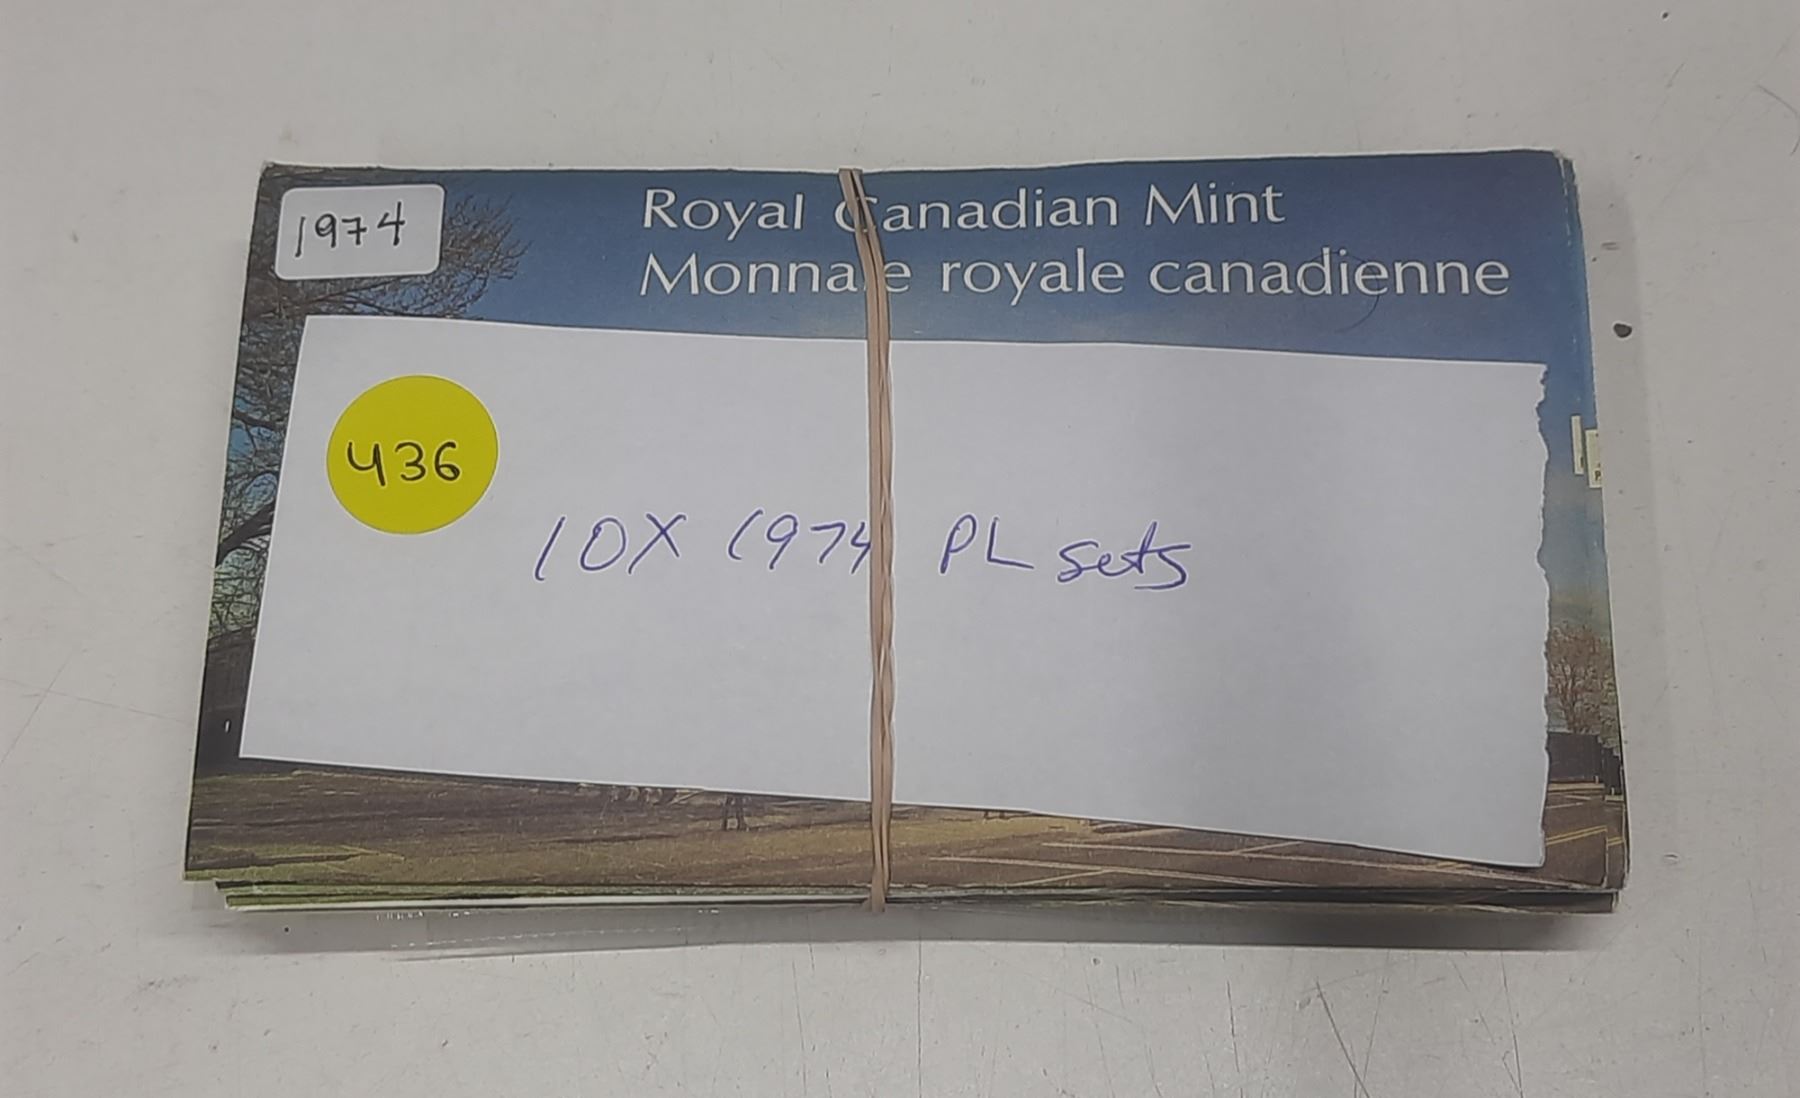 1974
Royal Canadian Mint
Monnaie royale canadienne
436
10X 1974 PL sets